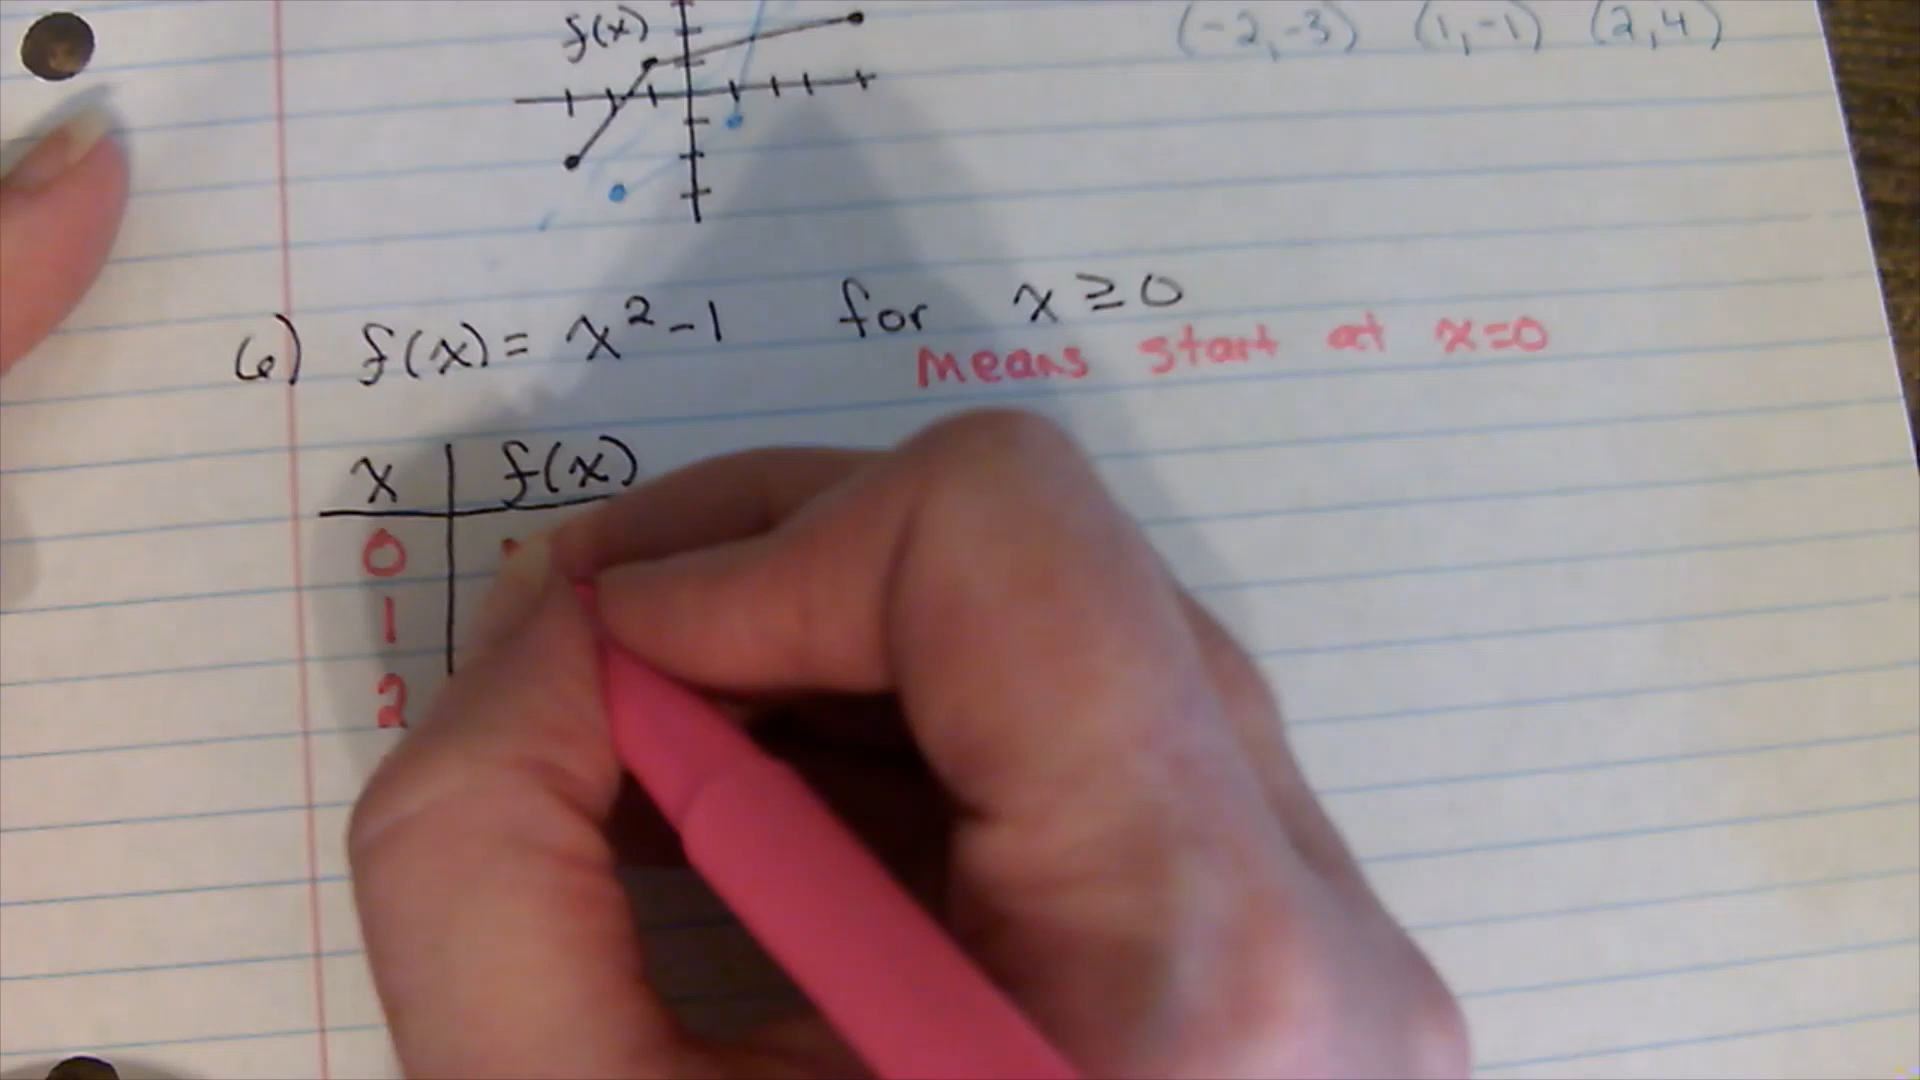 f(x)
(-2,-3) (1,-1) (2,4)
6) f(x) = x²-1 for x ≥ 0
means start at x=0
x f(x)
0
1
2